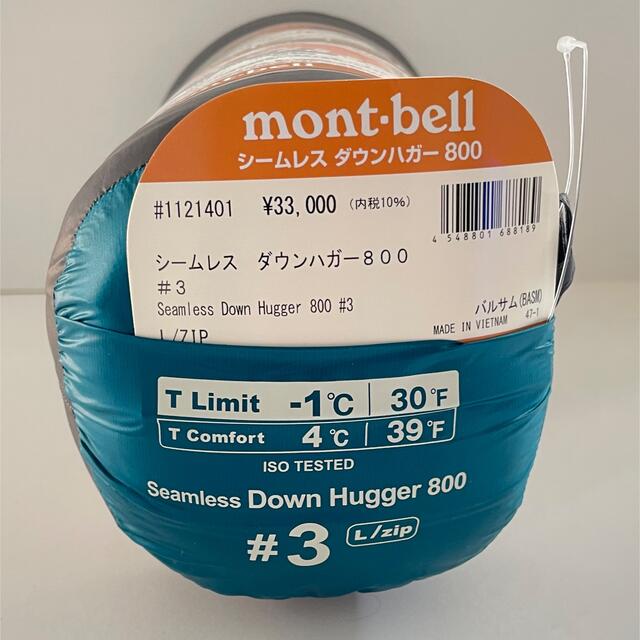 mont·bell
シームレス ダウンハガー 800
#1121401 ¥33,000 (内税10%)
4 548801 688189
シームレス ダウンハガー800
#3
Seamless Down Hugger 800 #3
L/ZIP
バルサム(BASM)
MADE IN VIETNAM 47-1
T Limit -1℃ 30°F
T Comfort 4℃ 39°F
ISO TESTED
Seamless Down Hugger 800
#3 L/zip